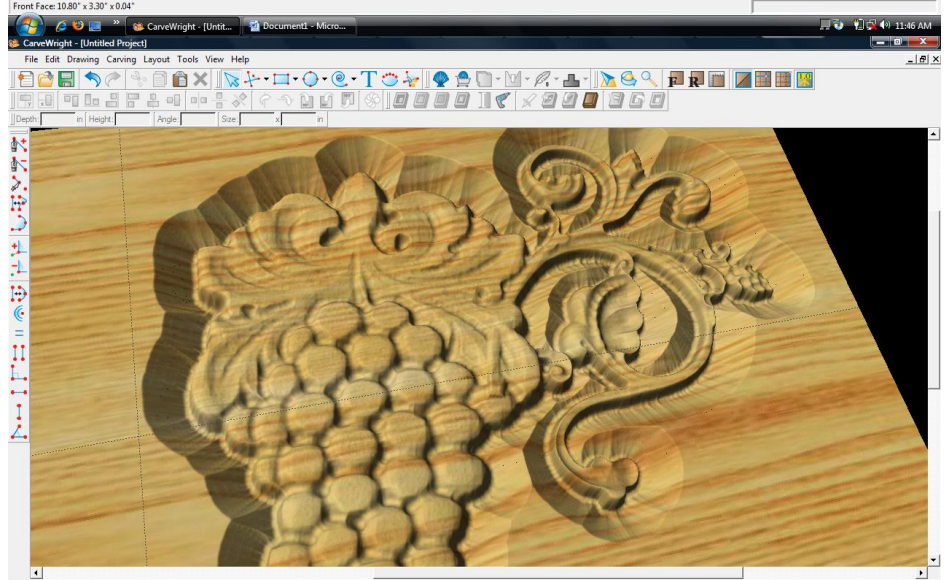 Front Face: 10.80" x 3.30" x 0.04"
» CarveWright - [Untit... Document1 - Micro... 11:46 AM
CarveWright - [Untitled Project]
File Edit Drawing Carving Layout Tools View Help
T F R
Depth: in Height: Angle: Size: x in